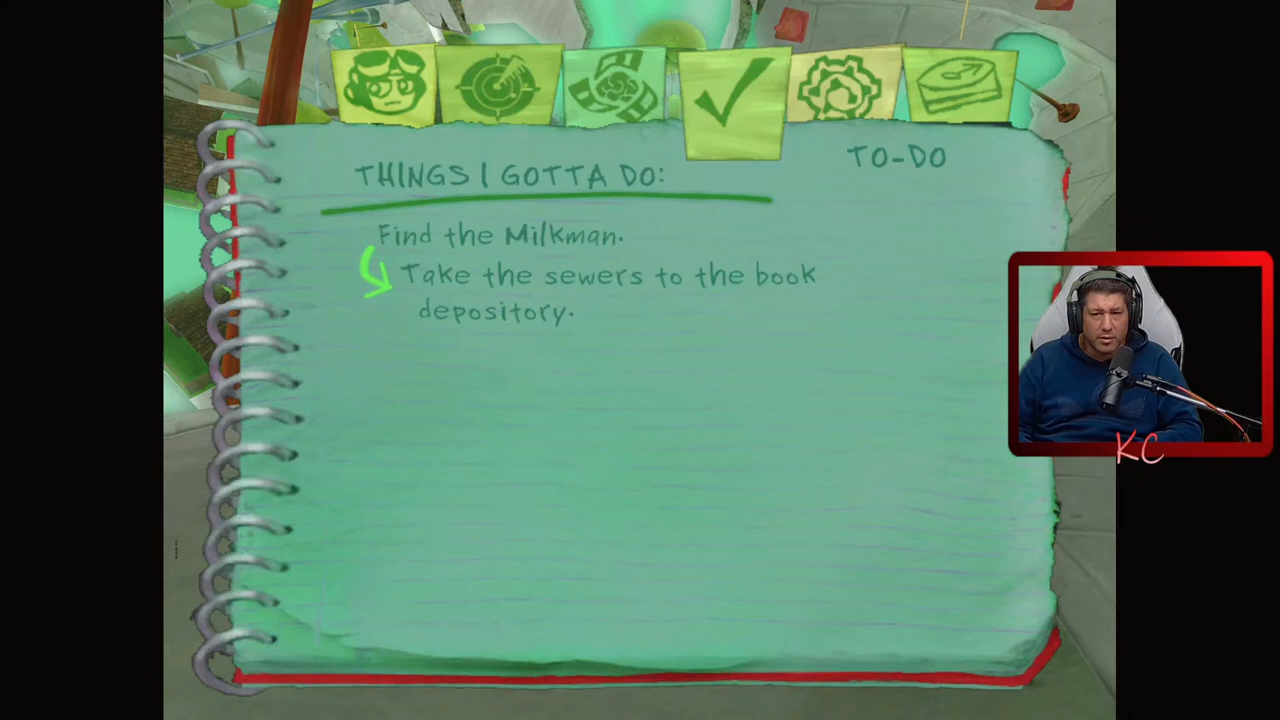 TO-DO
THINGS I GOTTA DO:
Find the Milkman.
Take the sewers to the book
depository.
KC